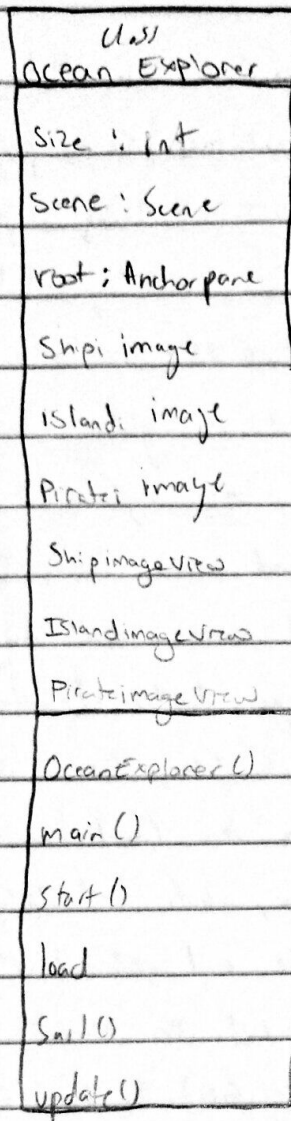 Class
Ocean Explorer
Size : int
Scene : Scene
root : Anchorpane
Ship: image
Island: image
Pirate: image
ShipimageView
IslandimageView
PirateimageView
OceanExplorer()
main()
start()
load
Sail()
update()